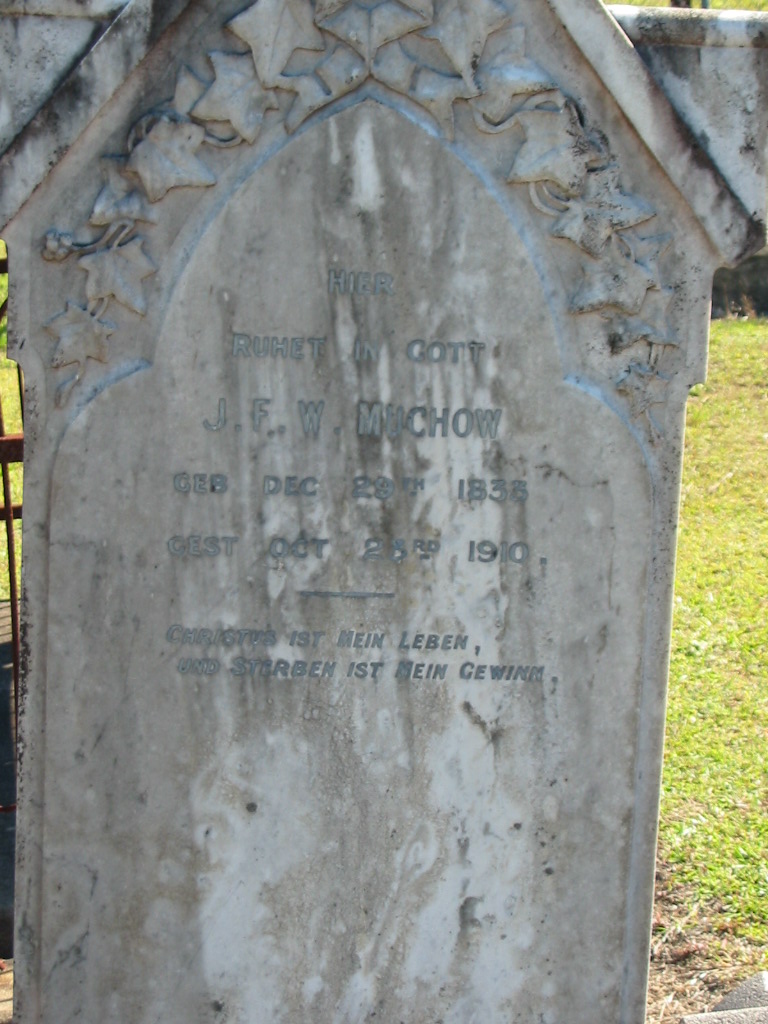 HIER
RUHET IN GOTT
J. F. W. MUCHOW
GEB DEC 29TH
GEST OCT 23RD 1910.
CHRISTUS IST MEIN LEBEN,
UND STERBEN IST MEIN GEWINN.